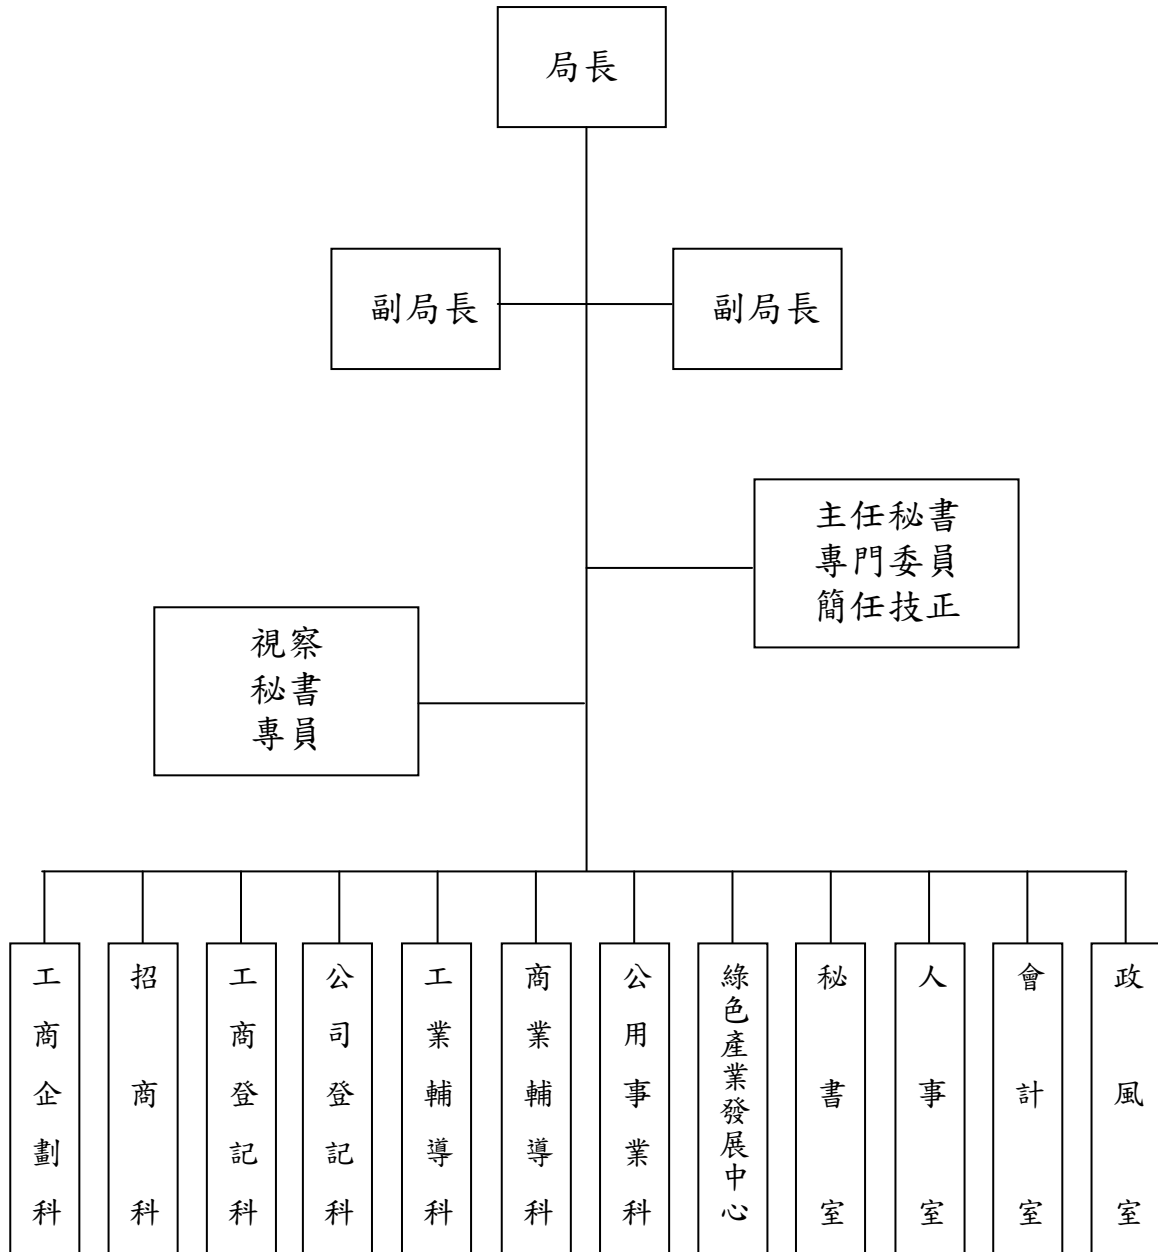 局長
副局長
副局長
主任秘書
專門委員
簡任技正
視察
秘書
專員
工商企劃科
招商科
工商登記科
公司登記科
工業輔導科
商業輔導科
公用事業科
綠色產業發展中心
秘書室
人事室
會計室
政風室